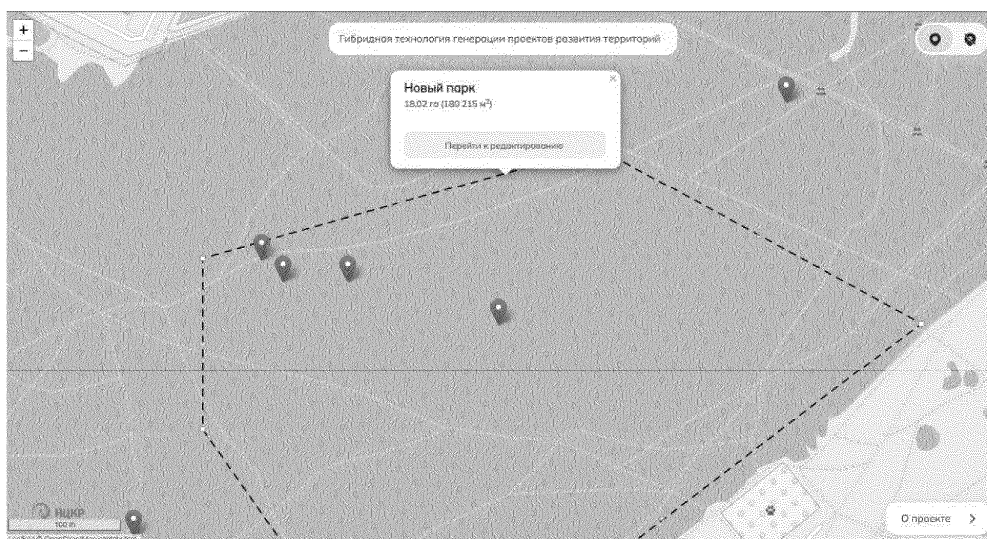 +
Гибридная технология генерации проектов развития территорий
−
×
Новый парк
18.02 га (180 215 м²)
Перейти к редактированию
НЦКР
100 m
О проекте